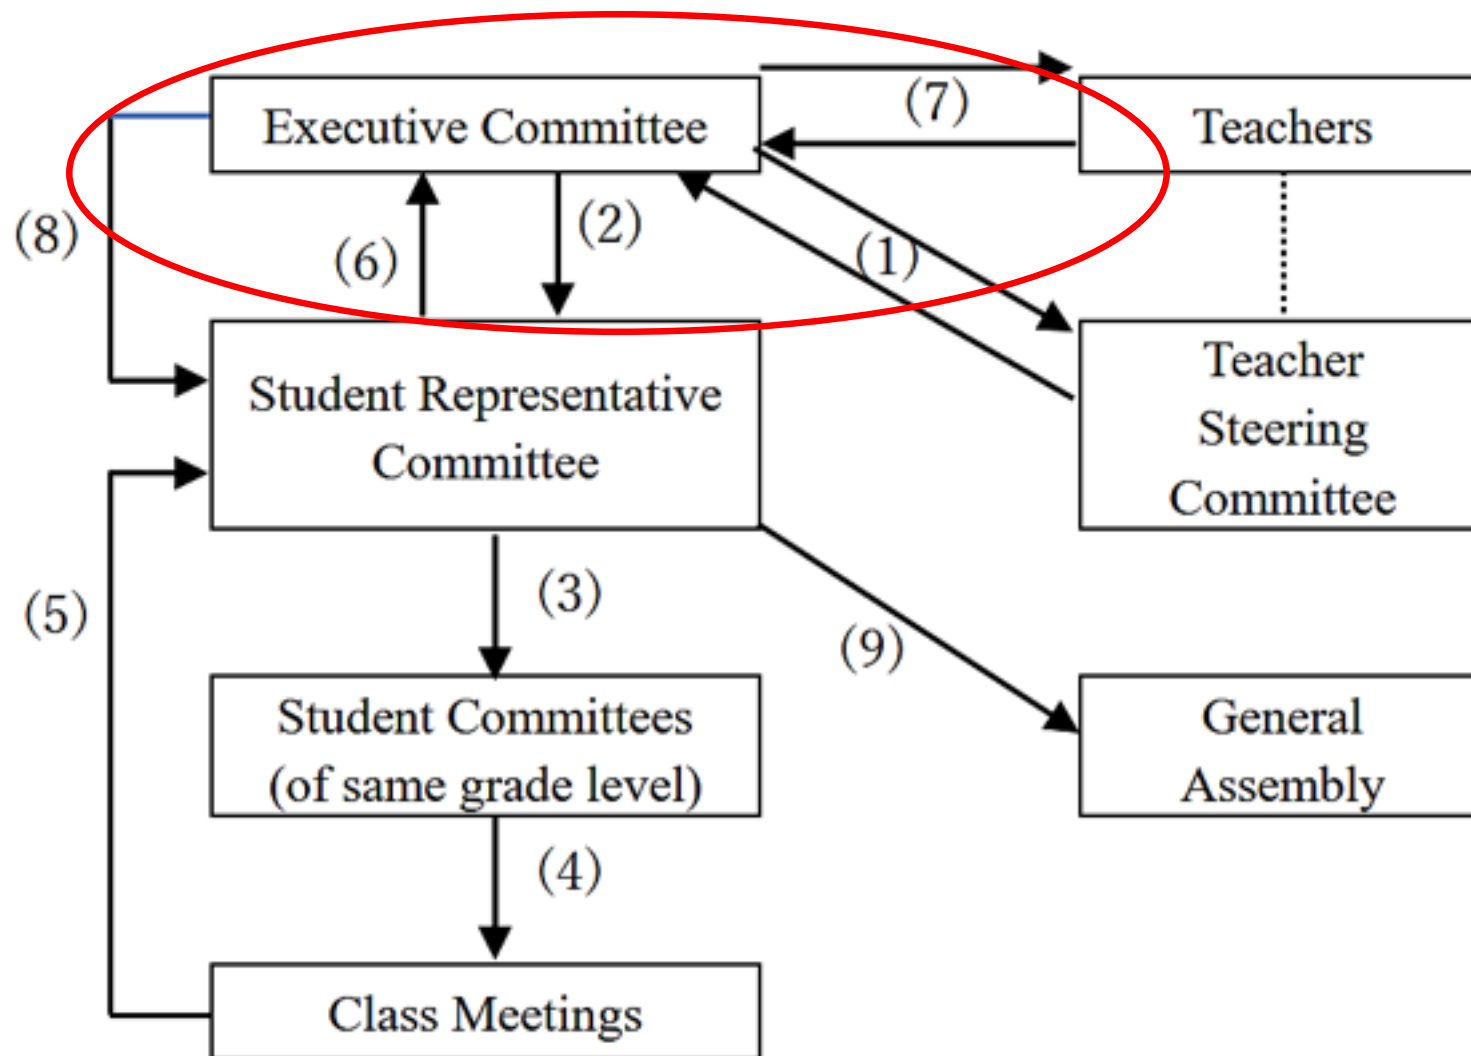 Executive Committee
(7)
Teachers
(8)
(6)
(2)
(1)
Student Representative
Committee
Teacher
Steering
Committee
(5)
(3)
(9)
Student Committees
(of same grade level)
General
Assembly
(4)
Class Meetings